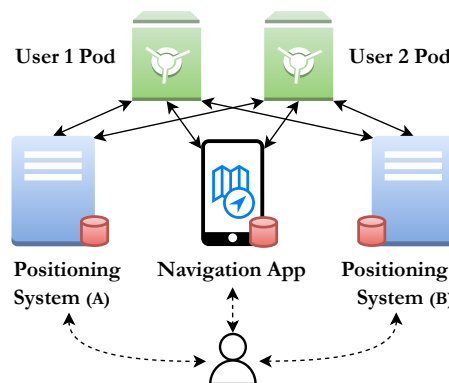 User 1 Pod
User 2 Pod
Positioning
System (A)
Navigation App
Positioning
System (B)